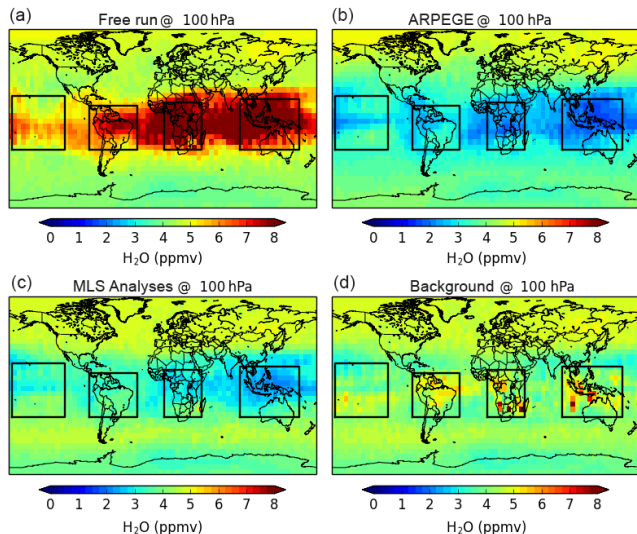 (a) Free run @ 100 hPa
(b) ARPEGE @ 100 hPa
0 1 2 3 4 5 6 7 8
H₂O (ppmv)
0 1 2 3 4 5 6 7 8
H₂O (ppmv)
(c) MLS Analyses @ 100 hPa
(d) Background @ 100 hPa
0 1 2 3 4 5 6 7 8
H₂O (ppmv)
0 1 2 3 4 5 6 7 8
H₂O (ppmv)